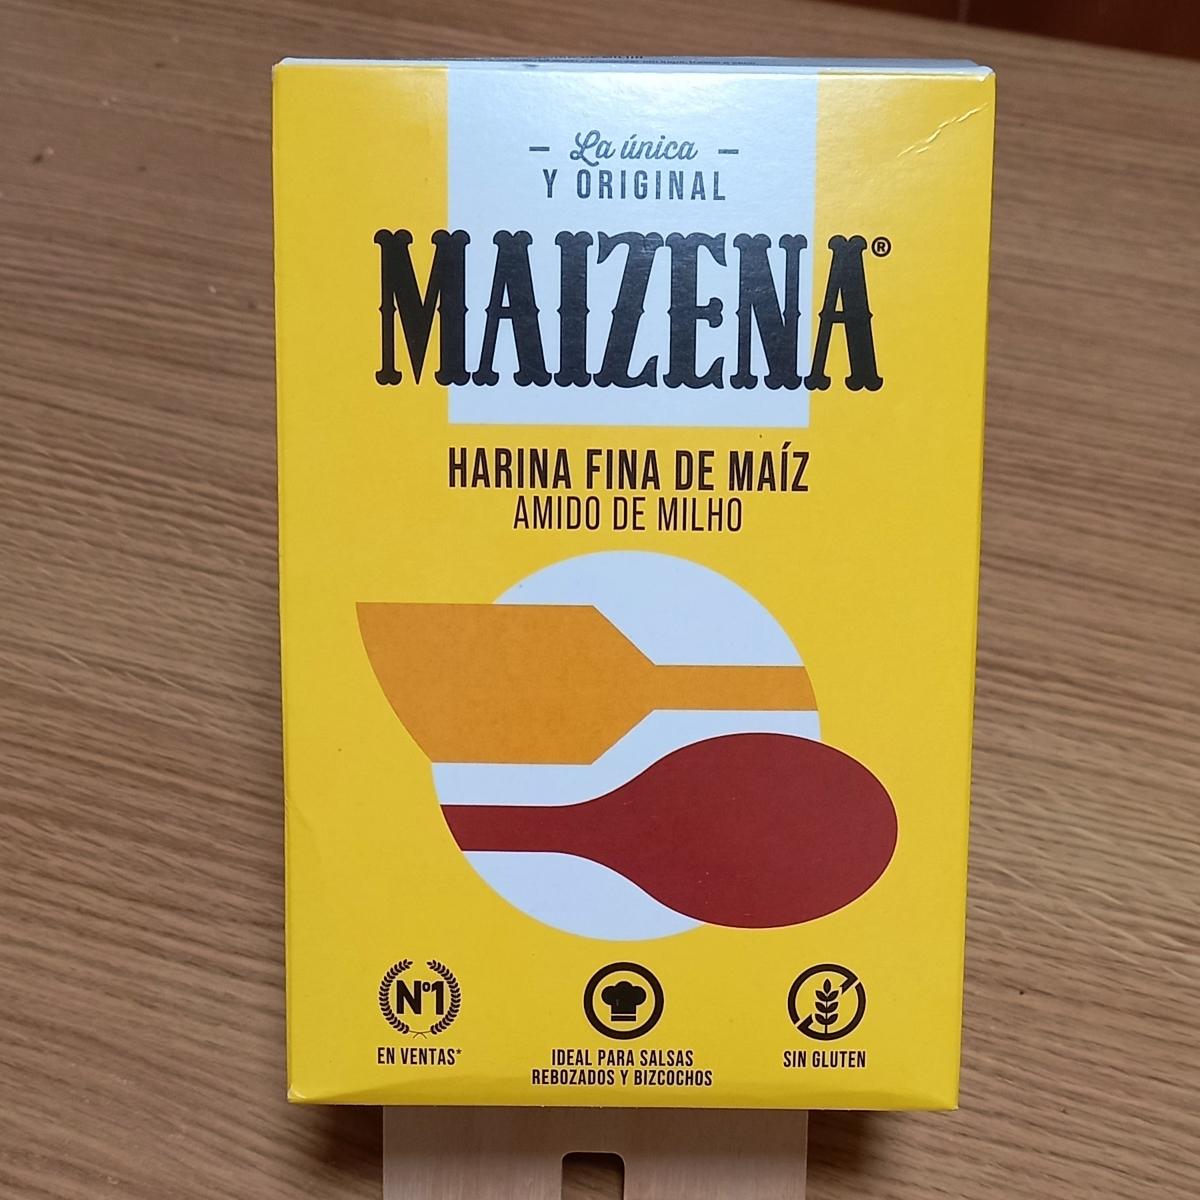 La única
Y ORIGINAL
MAIZENA®
HARINA FINA DE MAÍZ
AMIDO DE MILHO
Nº1
EN VENTAS*
IDEAL PARA SALSAS
REBOZADOS Y BIZCOCHOS
SIN GLUTEN